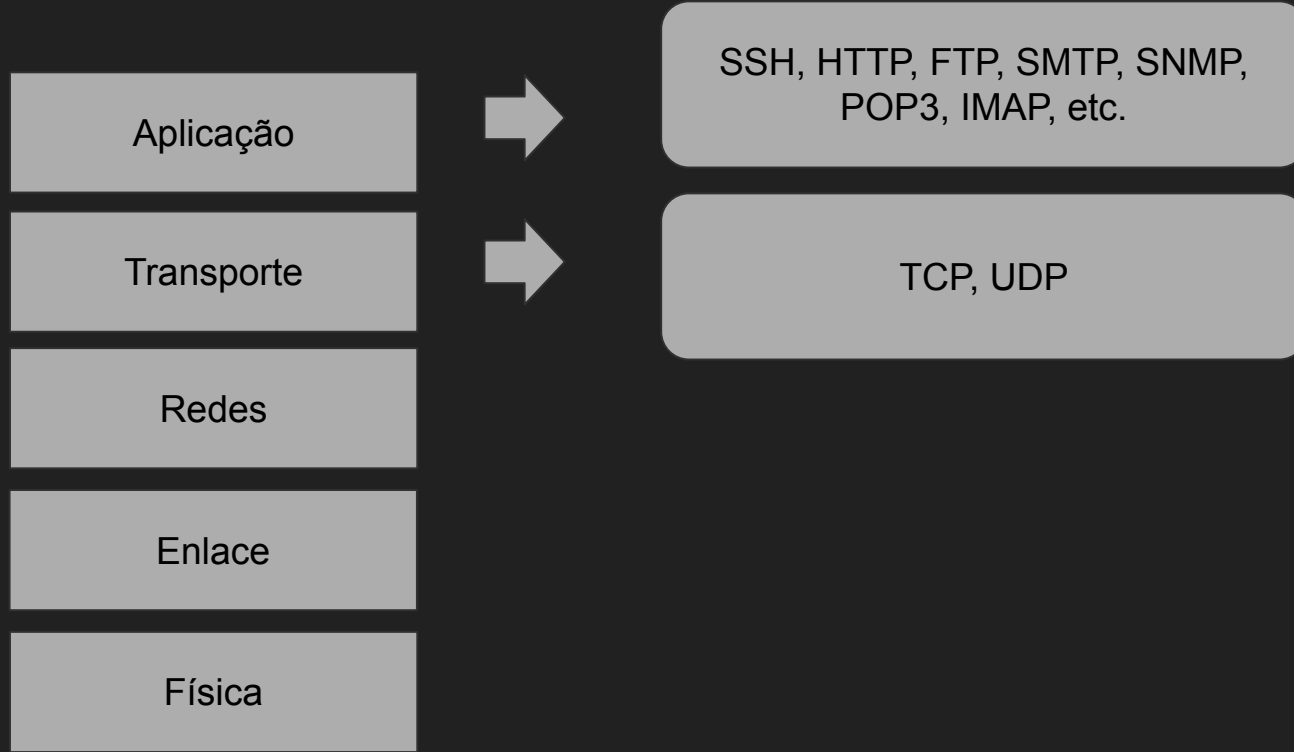 Aplicação
SSH, HTTP, FTP, SMTP, SNMP,
POP3, IMAP, etc.
Transporte
TCP, UDP
Redes
Enlace
Física